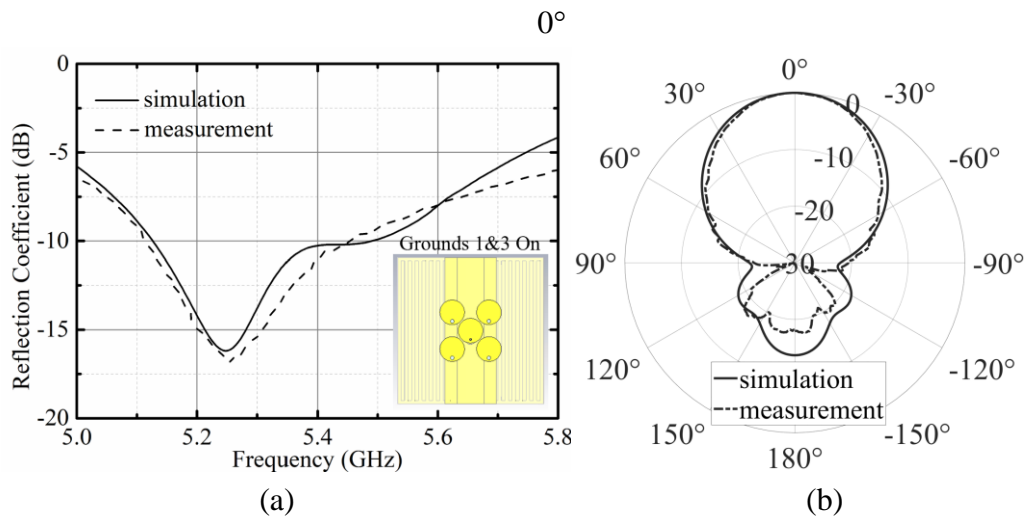 0°
0
-5
-10
-15
-20
Reflection Coefficient (dB)
simulation
measurement
Grounds 1&3 On
5.0 5.2 5.4 5.6 5.8
Frequency (GHz)
(a)
0°
30° -30°
60° -60°
90° -90°
120° -120°
150° -150°
180°
0
-10
-20
-30
simulation
measurement
(b)